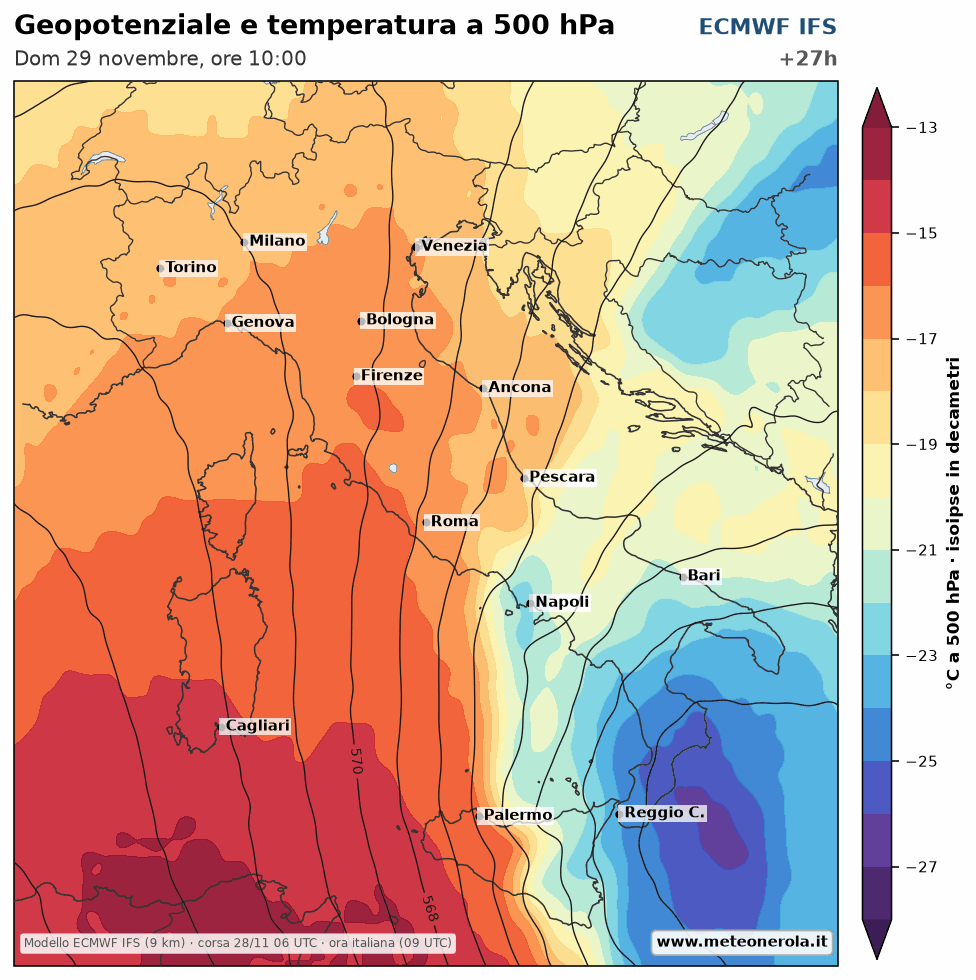 Geopotenziale e temperatura a 500 hPa
ECMWF IFS
Dom 29 novembre, ore 10:00
+27h
Milano
Venezia
Torino
Genova
Bologna
Firenze
Ancona
Pescara
Roma
Bari
Napoli
Cagliari
570
Palermo
Reggio C.
568
Modello ECMWF IFS (9 km) · corsa 28/11 06 UTC · ora italiana (09 UTC)
www.meteonerola.it
−13
−15
−17
−19
−21
−23
−25
−27
°C a 500 hPa · isoipse in decametri